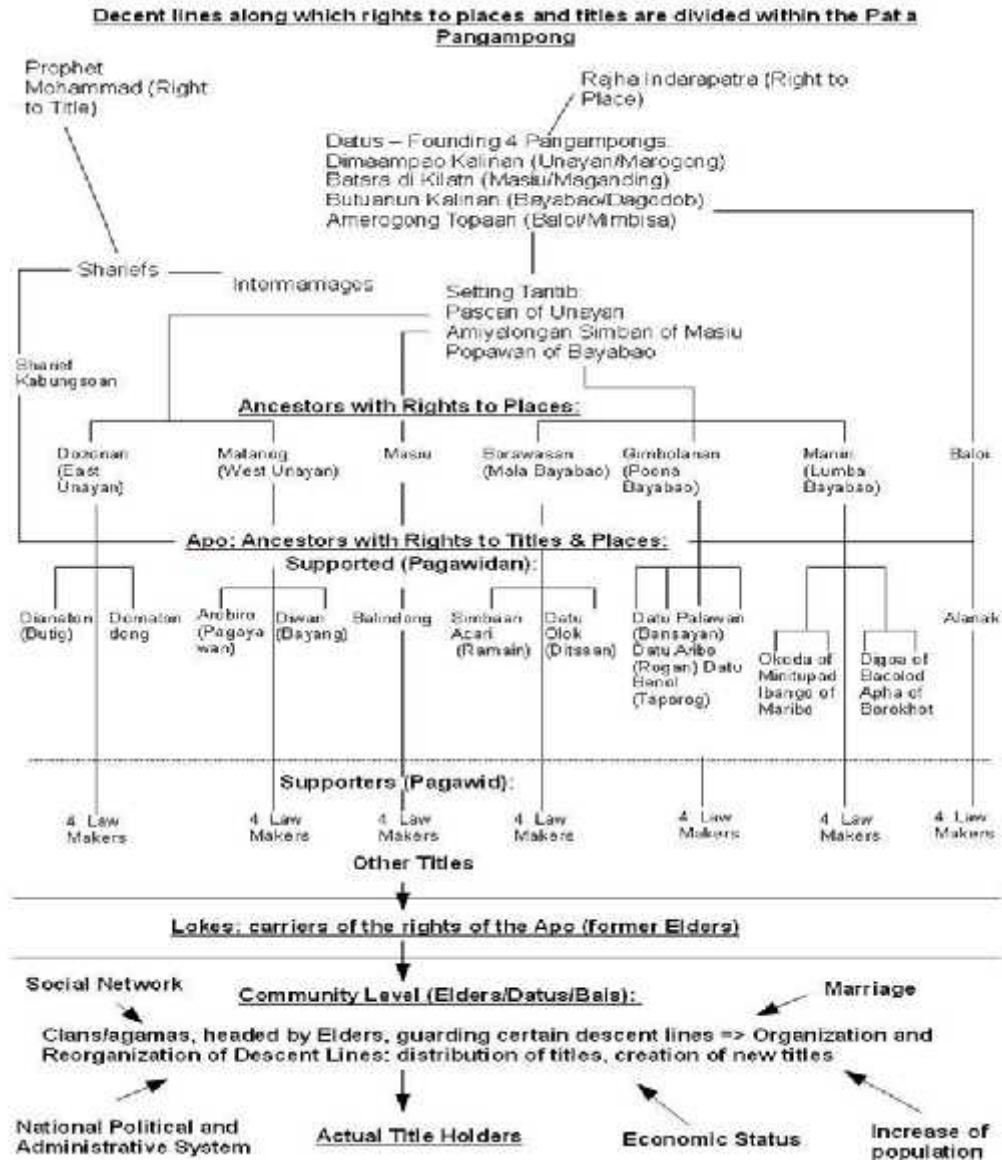 Decent lines along which rights to places and titles are divided within the Pat a
Pangampong
Prophet
Mohammad (Right
to Title)
Rajha Indarapatra (Right to
Place)
Datus – Founding 4 Pangampongs:
Dimaampao Kalinan (Unayan/Marogong)
Batara di Kilatn (Masiu/Maganding)
Butuanun Kalinan (Bayabao/Dagodob)
Amerogong Topaan (Baloi/Mimbisa)
Shariefs
Intermarriages
Setting Taritib:
Pascan of Unayan
Amiyalongan Simban of Masiu
Popawan of Bayabao
Sharief
Kabungsoan
Ancestors with Rights to Places:
Dozonan
(East
Unayan)
Matanog
(West Unayan)
Masiu
Borawasan
(Mala Bayabao)
Gimbolanan
(Poona
Bayabao)
Maniri
(Lumba
Bayabao)
Baloi
Apo: Ancestors with Rights to Titles & Places:
Supported (Pagawidan):
Dianaton
(Butig)
Domaton
dong
(Pagaya
wan)
Diwan
(Bayang)
Balindong
Simbaan
Acari
(Ramain)
Datu
Olok
(Ditsaan)
Datu Palawan
(Bansayan)
Datu Aribo
(Rogan) Datu
(Taporog)
Okoda of
Minitupad
Ibango of
Maribo
Digoa of
Bacolod
Apha of
Borokhot
Alanak
Supporters (Pagawid):
4 Law
Makers
4 Law
Makers
4 Law
Makers
4 Law
Makers
4 Law
Makers
4 Law
Makers
4 Law
Makers
Other Titles
Lokes: carriers of the rights of the Apo (former Elders)
Social Network
Community Level (Elders/Datus/Bais):
Marriage
Clans/agamas, headed by Elders, guarding certain descent lines => Organization and
Reorganization of Descent Lines: distribution of titles, creation of new titles
National Political and
Administrative System
Actual Title Holders
Economic Status
Increase of
population